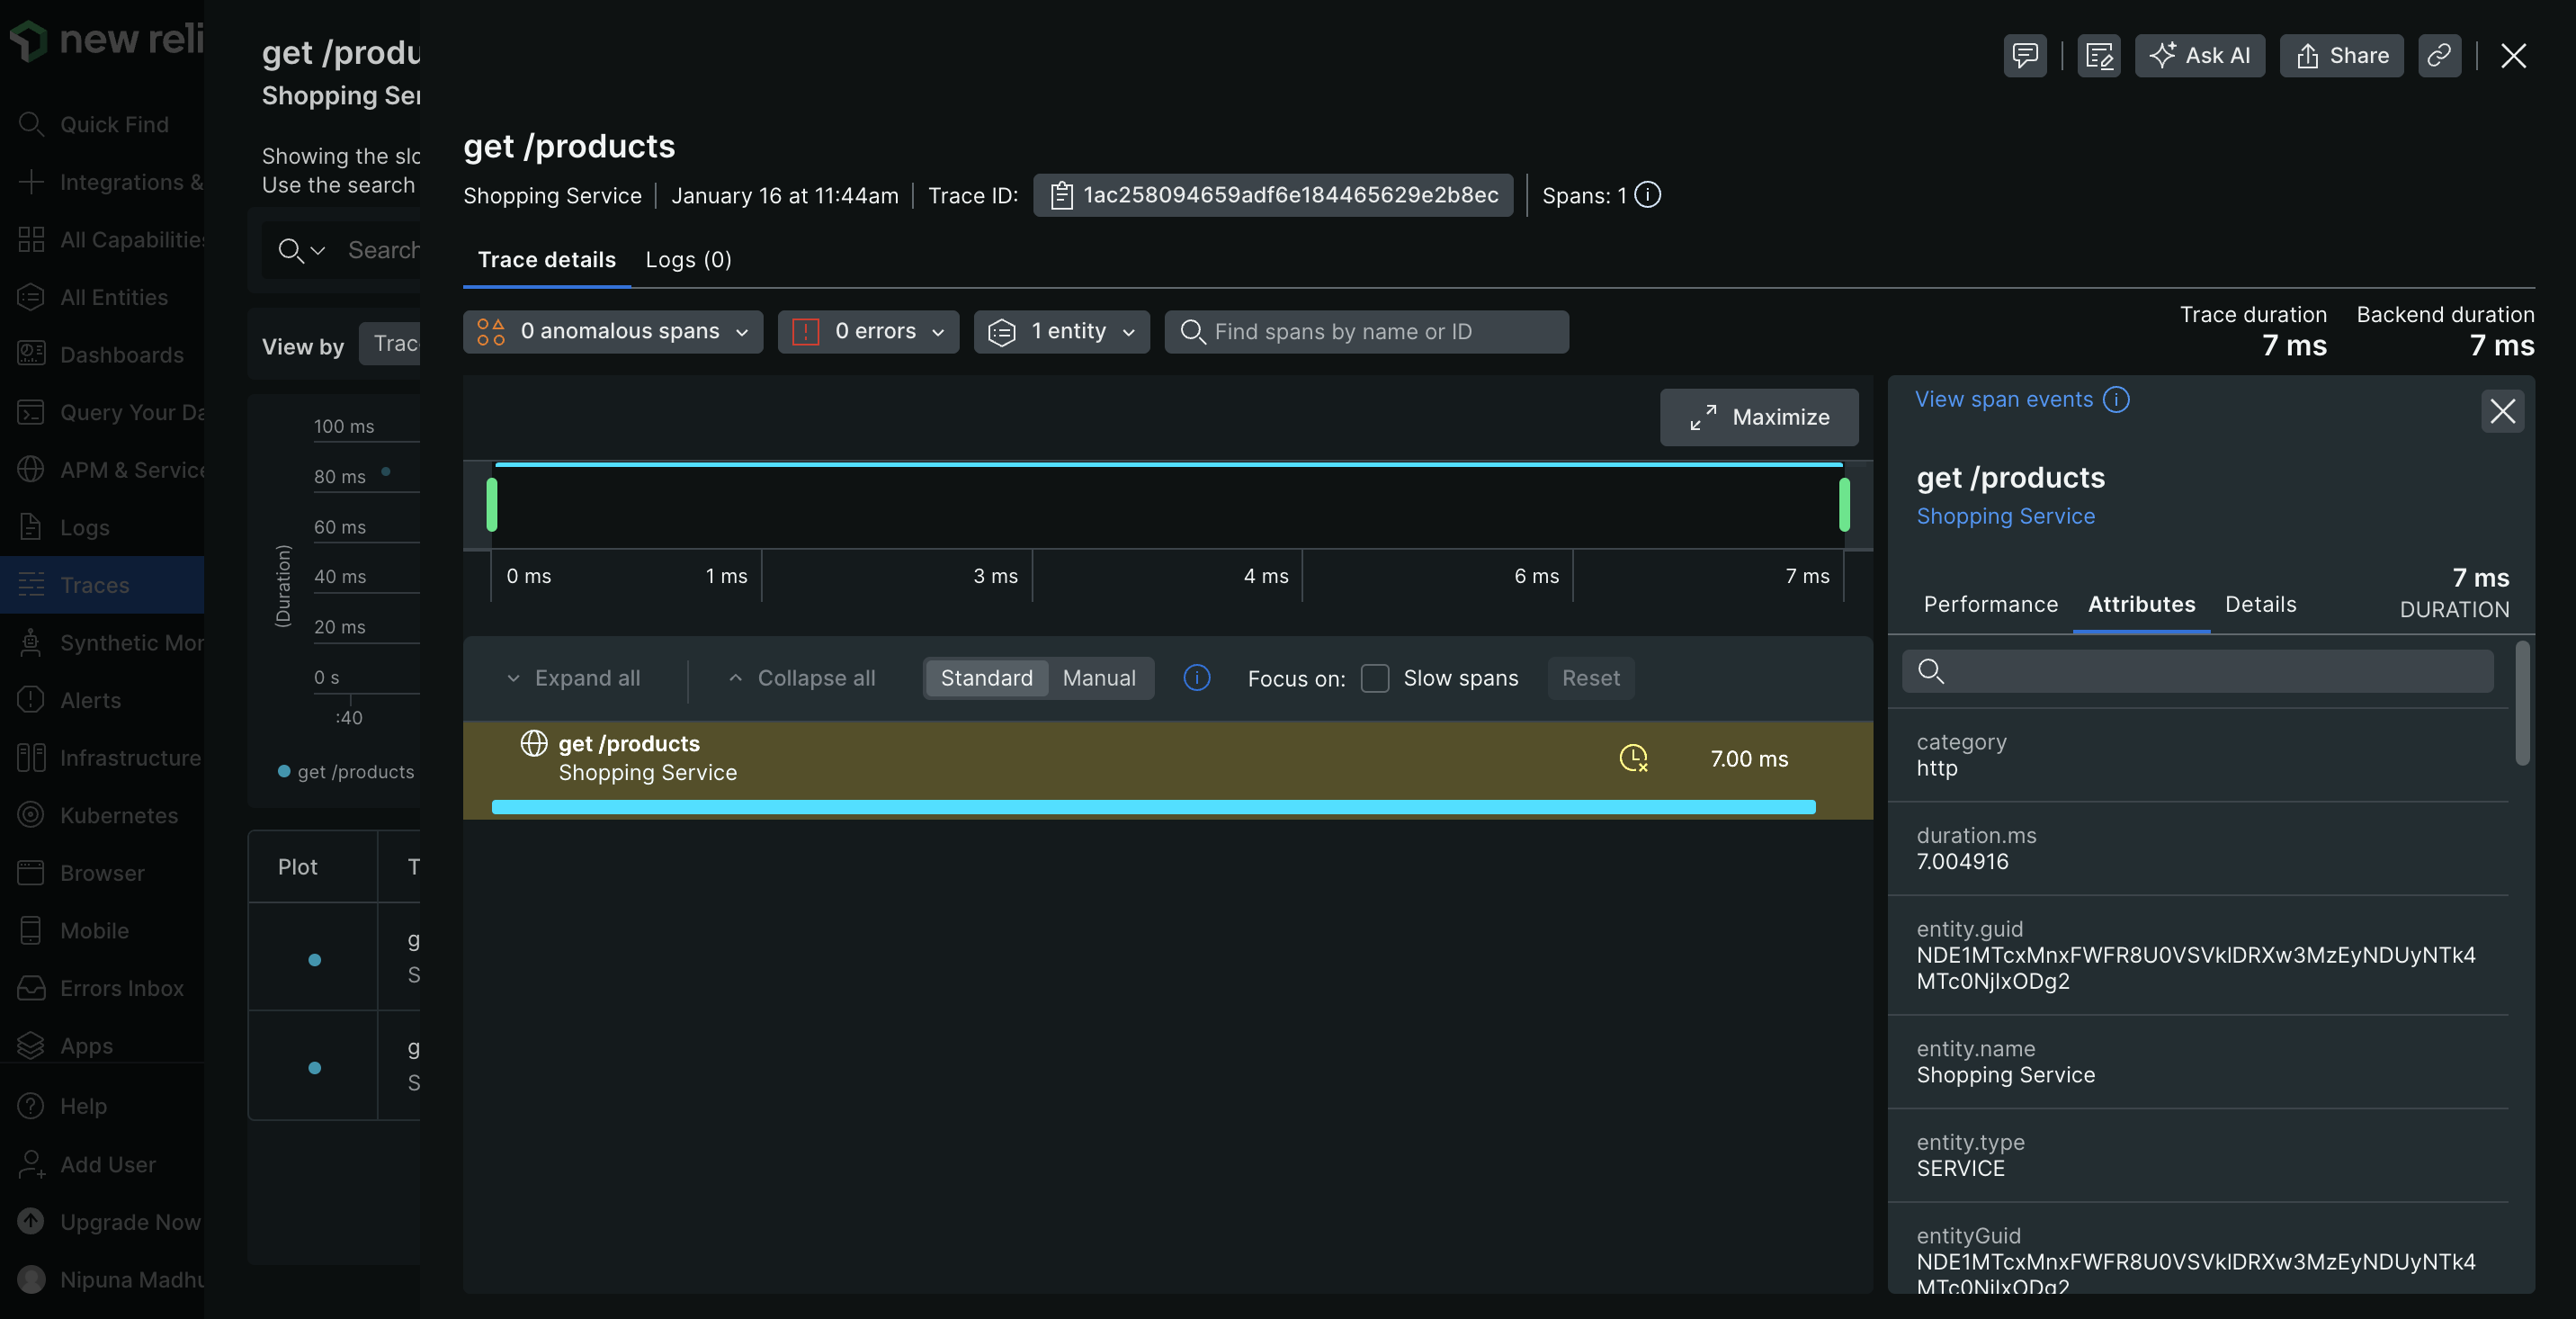 new reli
Quick Find
Integrations &
All Capabilities
All Entities
Dashboards
Query Your Da
APM & Service
Logs
Traces
Synthetic Mor
Alerts
Infrastructure
Kubernetes
Browser
Mobile
Errors Inbox
Apps
Help
Add User
Upgrade Now
Nipuna Madhu
get /produ
Shopping Ser
Showing the slo
Use the search
Search
View by
Trac
100 ms
80 ms
60 ms
40 ms
20 ms
0 s
(Duration)
:40
get /products
Plot
T
g
S
g
S
Ask AI
Share
get /products
Shopping Service
January 16 at 11:44am
Trace ID:
1ac258094659adf6e184465629e2b8ec
Spans: 1
Trace details
Logs (0)
0 anomalous spans
0 errors
1 entity
Find spans by name or ID
Trace duration
7 ms
Backend duration
7 ms
Maximize
0 ms
1 ms
3 ms
4 ms
6 ms
7 ms
Expand all
Collapse all
Standard
Manual
Focus on:
Slow spans
Reset
get /products
Shopping Service
7.00 ms
View span events
get /products
Shopping Service
7 ms
DURATION
Performance
Attributes
Details
category
http
duration.ms
7.004916
entity.guid
NDE1MTcxMnxFWFR8U0VSVklDRXw3MzEyNDUyNTk4
MTc0NjIxODg2
entity.name
Shopping Service
entity.type
SERVICE
entityGuid
NDE1MTcxMnxFWFR8U0VSVklDRXw3MzEyNDUyNTk4
MTc0NjIxODg2